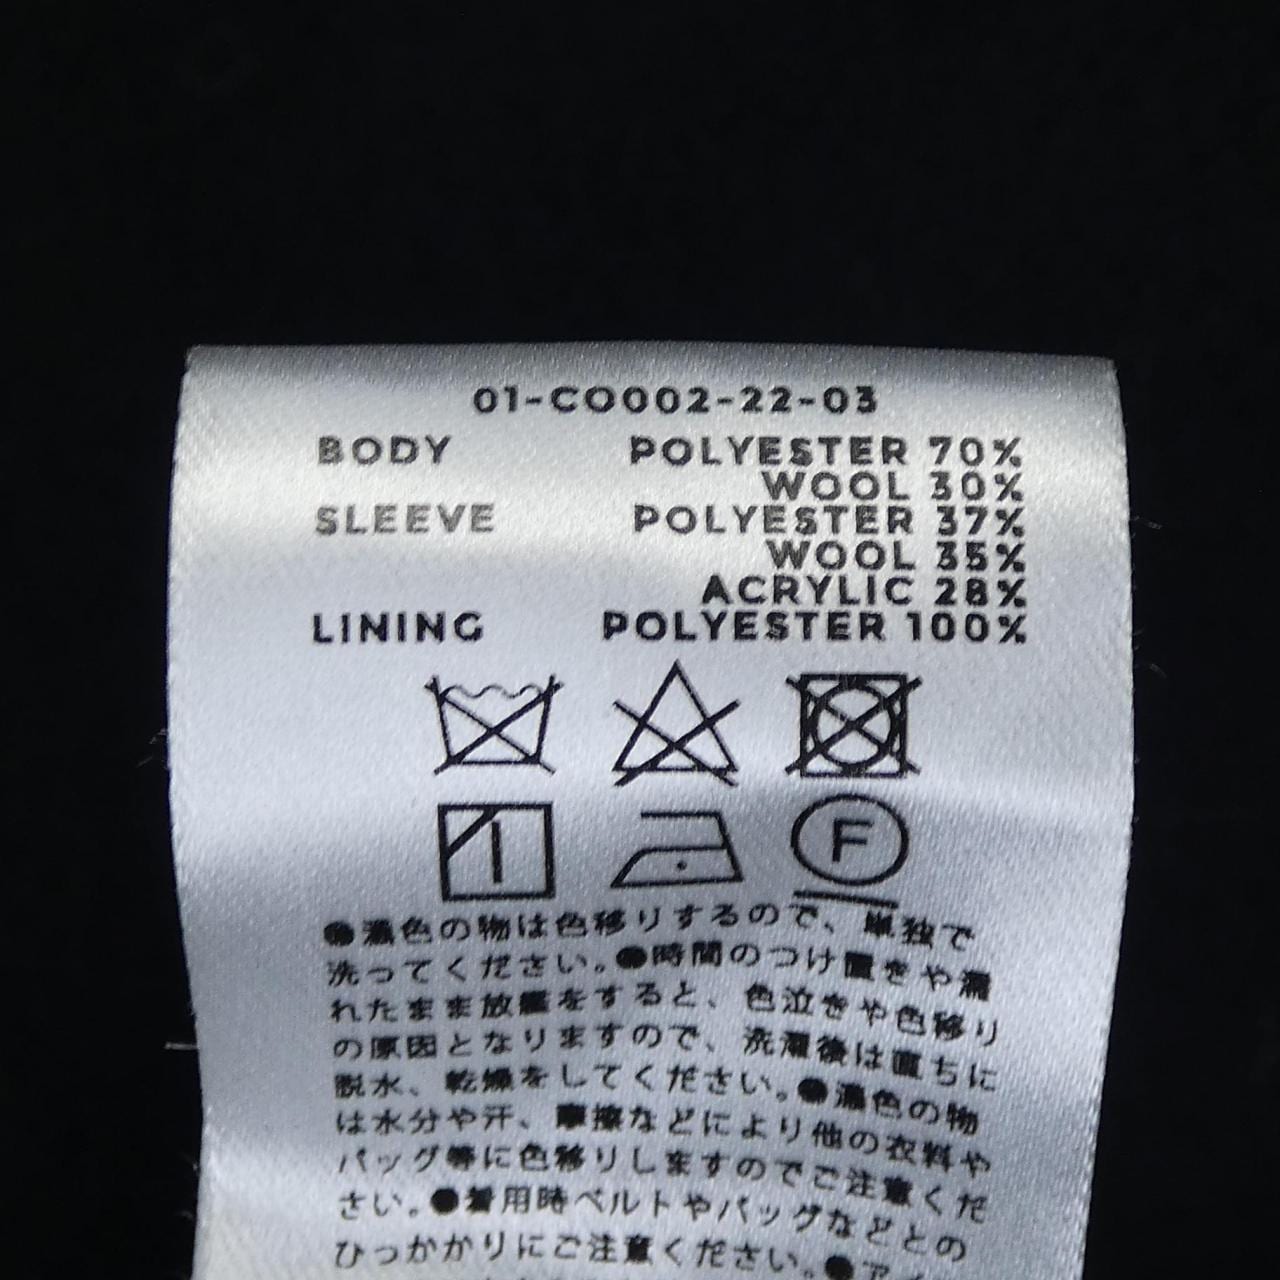 01-CO002-22-03
BODY POLYESTER 70%
WOOL 30%
SLEEVE POLYESTER 37%
WOOL 35%
ACRYLIC 28%
LINING POLYESTER 100%
F
●濃色の物は色移りするので、単独で
洗ってください。●時間のつけ置きや濡
れたまま放置をすると、色泣きや色移り
の原因となりますので、洗濯後は直ちに
脱水、乾燥をしてください。●濃色の物
は水分や汗、摩擦などにより他の衣料や
バッグ等に色移りしますのでご注意くだ
さい。●着用時ベルトやバッグなどとの
ひっかかりにご注意ください。●アイ